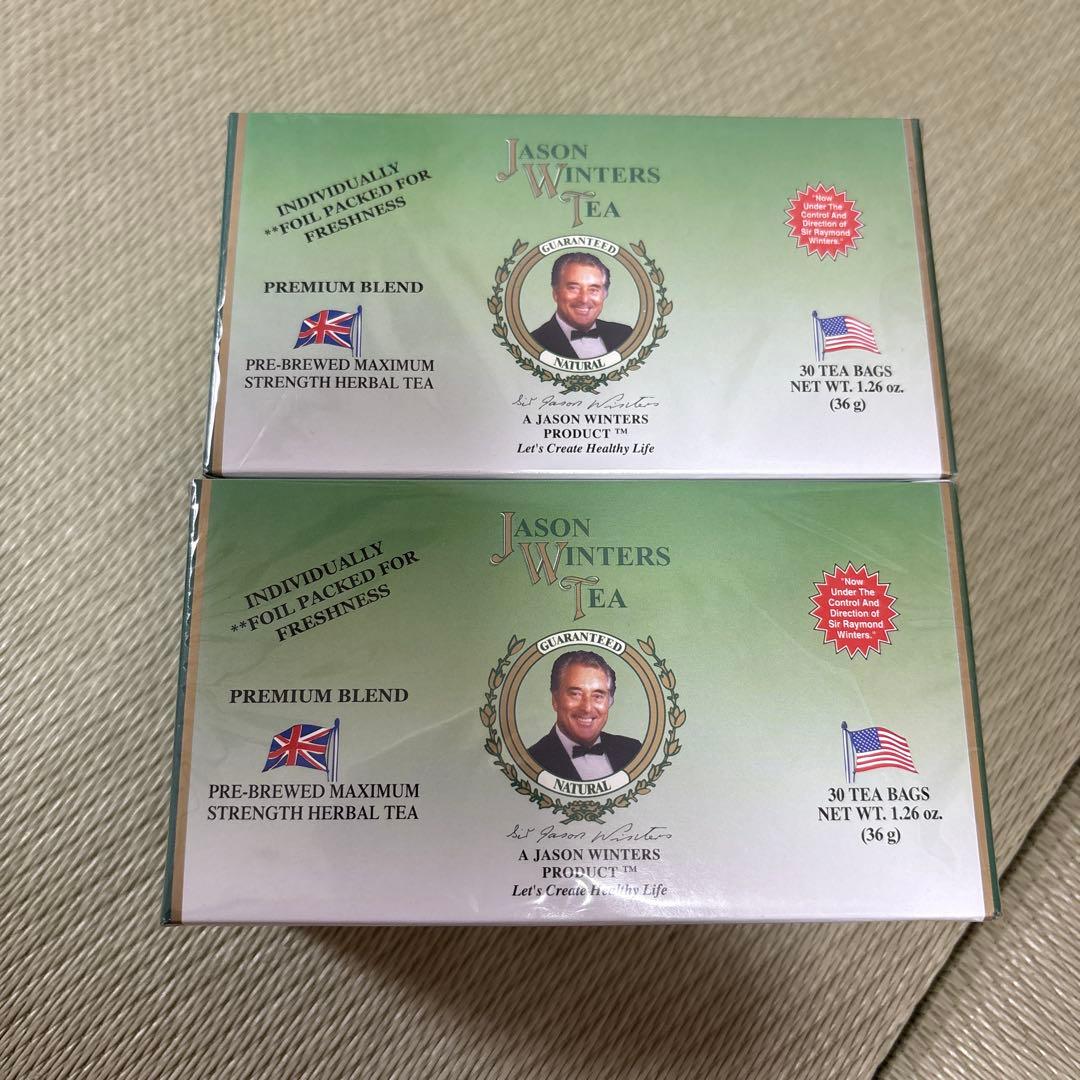 INDIVIDUALLY
**FOIL PACKED FOR
FRESHNESS
JASON
WINTERS
TEA
"Now
Under The
Control And
Direction of
Sir Raymond
Winters."
GUARANTEED
NATURAL
PREMIUM BLEND
PRE-BREWED MAXIMUM
STRENGTH HERBAL TEA
30 TEA BAGS
NET WT. 1.26 oz.
(36 g)
Sir Jason Winters
A JASON WINTERS
PRODUCT ™
Let's Create Healthy Life
INDIVIDUALLY
**FOIL PACKED FOR
FRESHNESS
JASON
WINTERS
TEA
"Now
Under The
Control And
Direction of
Sir Raymond
Winters."
GUARANTEED
NATURAL
PREMIUM BLEND
PRE-BREWED MAXIMUM
STRENGTH HERBAL TEA
30 TEA BAGS
NET WT. 1.26 oz.
(36 g)
Sir Jason Winters
A JASON WINTERS
PRODUCT ™
Let's Create Healthy Life